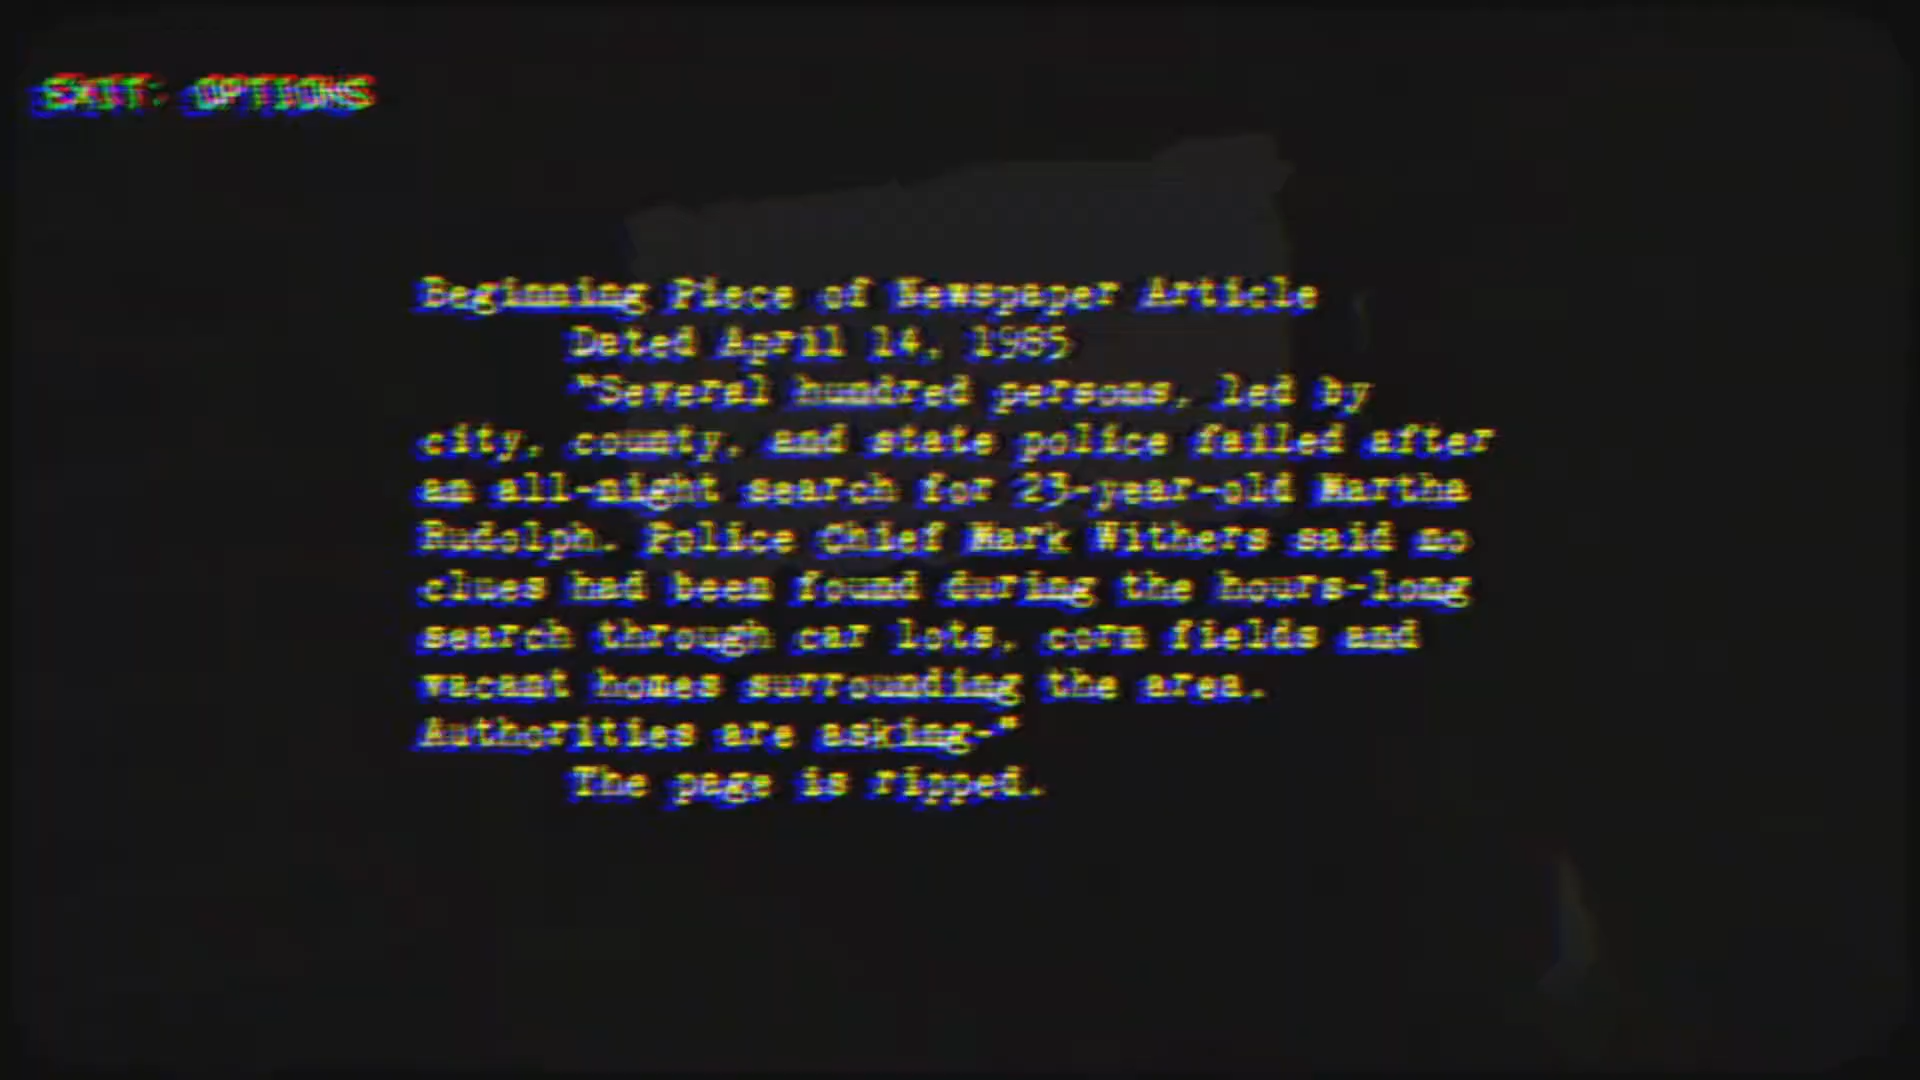 EXIT: OPTIONS
Beginning Piece of Newspaper Article
Dated April 14, 1985
"Several hundred persons, led by
city, county, and state police failed after
an all-night search for 23-year-old Martha
Rudolph. Police Chief Mark Withers said no
clues had been found during the hours-long
search through car lots, corn fields and
vacant homes surrounding the area.
Authorities are asking-"
The page is ripped.